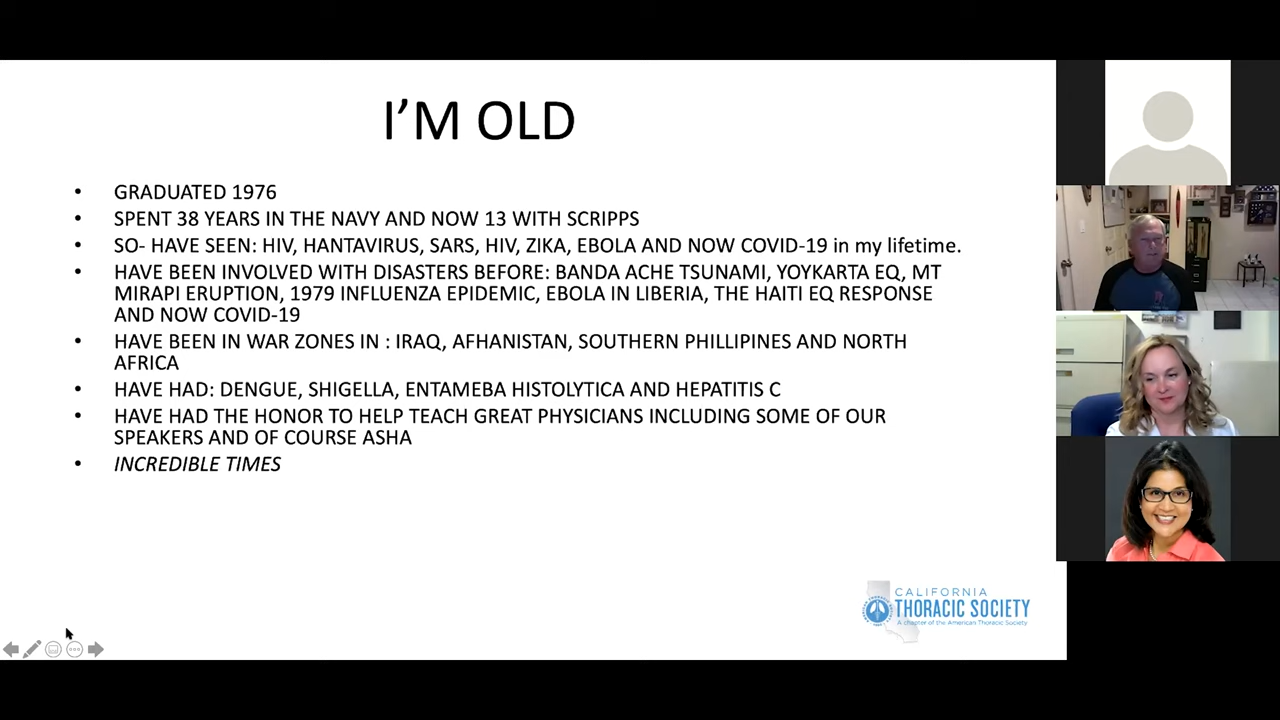 I'M OLD
• GRADUATED 1976
• SPENT 38 YEARS IN THE NAVY AND NOW 13 WITH SCRIPPS
• SO- HAVE SEEN: HIV, HANTAVIRUS, SARS, HIV, ZIKA, EBOLA AND NOW COVID-19 in my lifetime.
• HAVE BEEN INVOLVED WITH DISASTERS BEFORE: BANDA ACHE TSUNAMI, YOYKARTA EQ, MT
MIRAPI ERUPTION, 1979 INFLUENZA EPIDEMIC, EBOLA IN LIBERIA, THE HAITI EQ RESPONSE
AND NOW COVID-19
• HAVE BEEN IN WAR ZONES IN : IRAQ, AFHANISTAN, SOUTHERN PHILLIPINES AND NORTH
AFRICA
• HAVE HAD: DENGUE, SHIGELLA, ENTAMEBA HISTOLYTICA AND HEPATITIS C
• HAVE HAD THE HONOR TO HELP TEACH GREAT PHYSICIANS INCLUDING SOME OF OUR
SPEAKERS AND OF COURSE ASHA
• INCREDIBLE TIMES
CALIFORNIA
THORACIC SOCIETY
A chapter of the American Thoracic Society